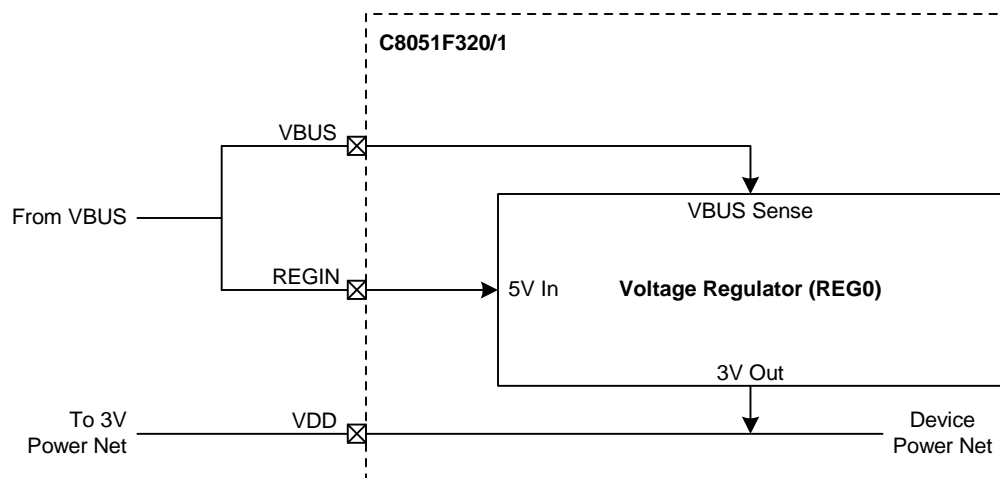 C8051F320/1
VBUS
From VBUS
VBUS Sense
REGIN
5V In
Voltage Regulator (REG0)
3V Out
To 3V
Power Net
VDD
Device
Power Net